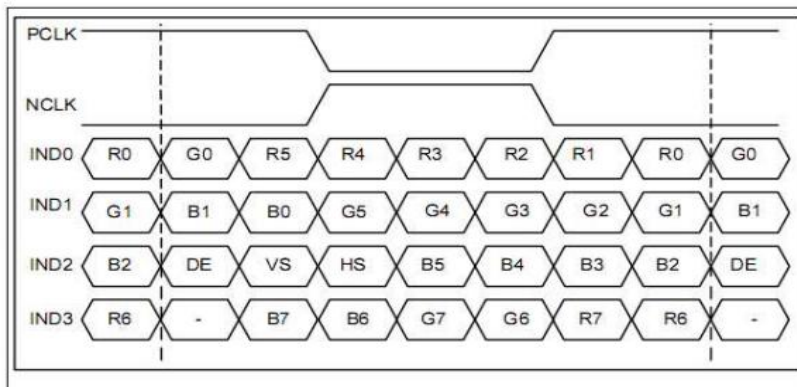 PCLK
NCLK
IND0 R0 G0 R5 R4 R3 R2 R1 R0 G0
IND1 G1 B1 B0 G5 G4 G3 G2 G1 B1
IND2 B2 DE VS HS B5 B4 B3 B2 DE
IND3 R6 - B7 B6 G7 G6 R7 R6 -